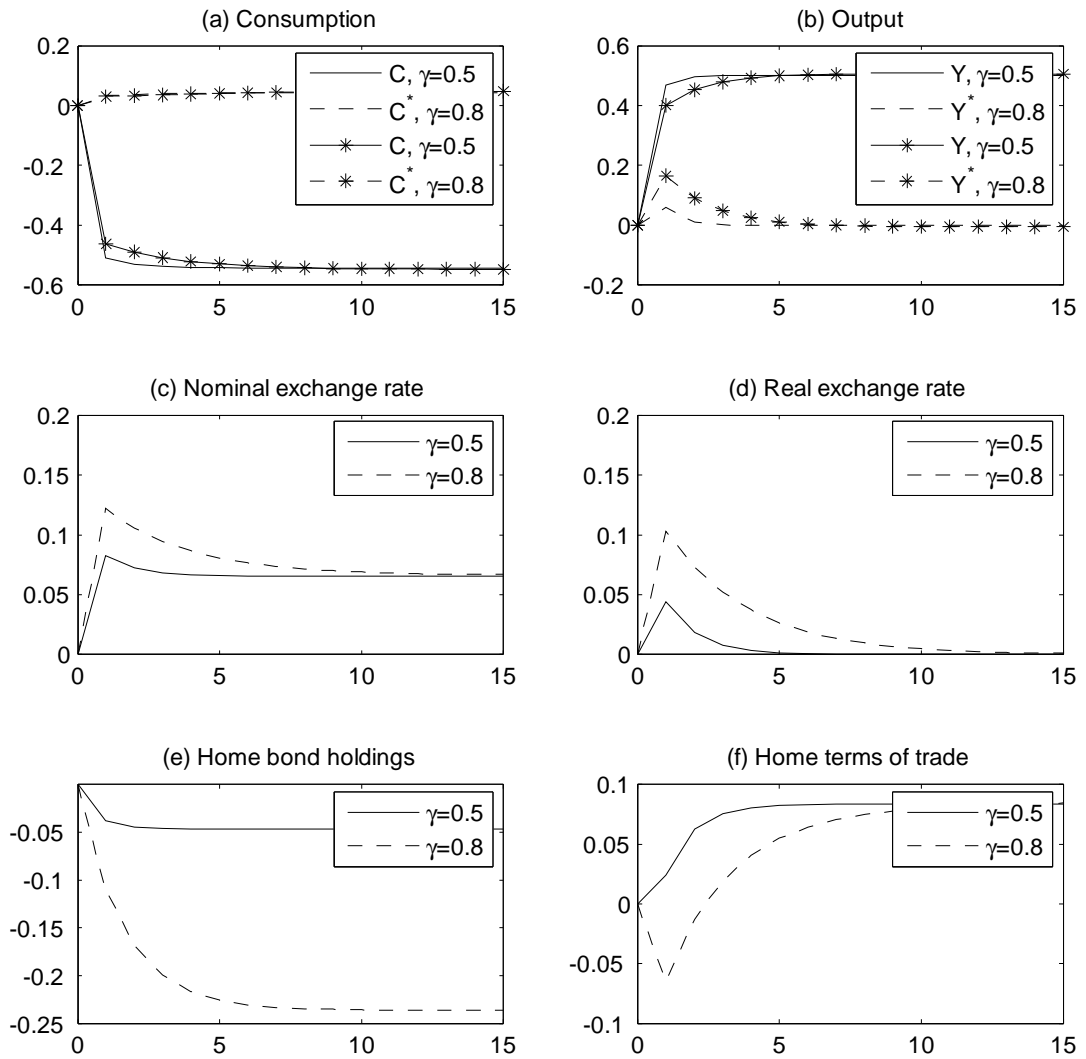 (a) Consumption
0.2
0
-0.2
-0.4
-0.6
0 5 10 15
C, γ=0.5
C*, γ=0.8
C, γ=0.5
C*, γ=0.8
(b) Output
0.6
0.4
0.2
0
-0.2
0 5 10 15
Y, γ=0.5
Y*, γ=0.8
Y, γ=0.5
Y*, γ=0.8
(c) Nominal exchange rate
0.2
0.15
0.1
0.05
0
0 5 10 15
γ=0.5
γ=0.8
(d) Real exchange rate
0.2
0.15
0.1
0.05
0
0 5 10 15
γ=0.5
γ=0.8
(e) Home bond holdings
-0.05
-0.1
-0.15
-0.2
-0.25
0 5 10 15
γ=0.5
γ=0.8
(f) Home terms of trade
0.1
0.05
0
-0.05
-0.1
0 5 10 15
γ=0.5
γ=0.8